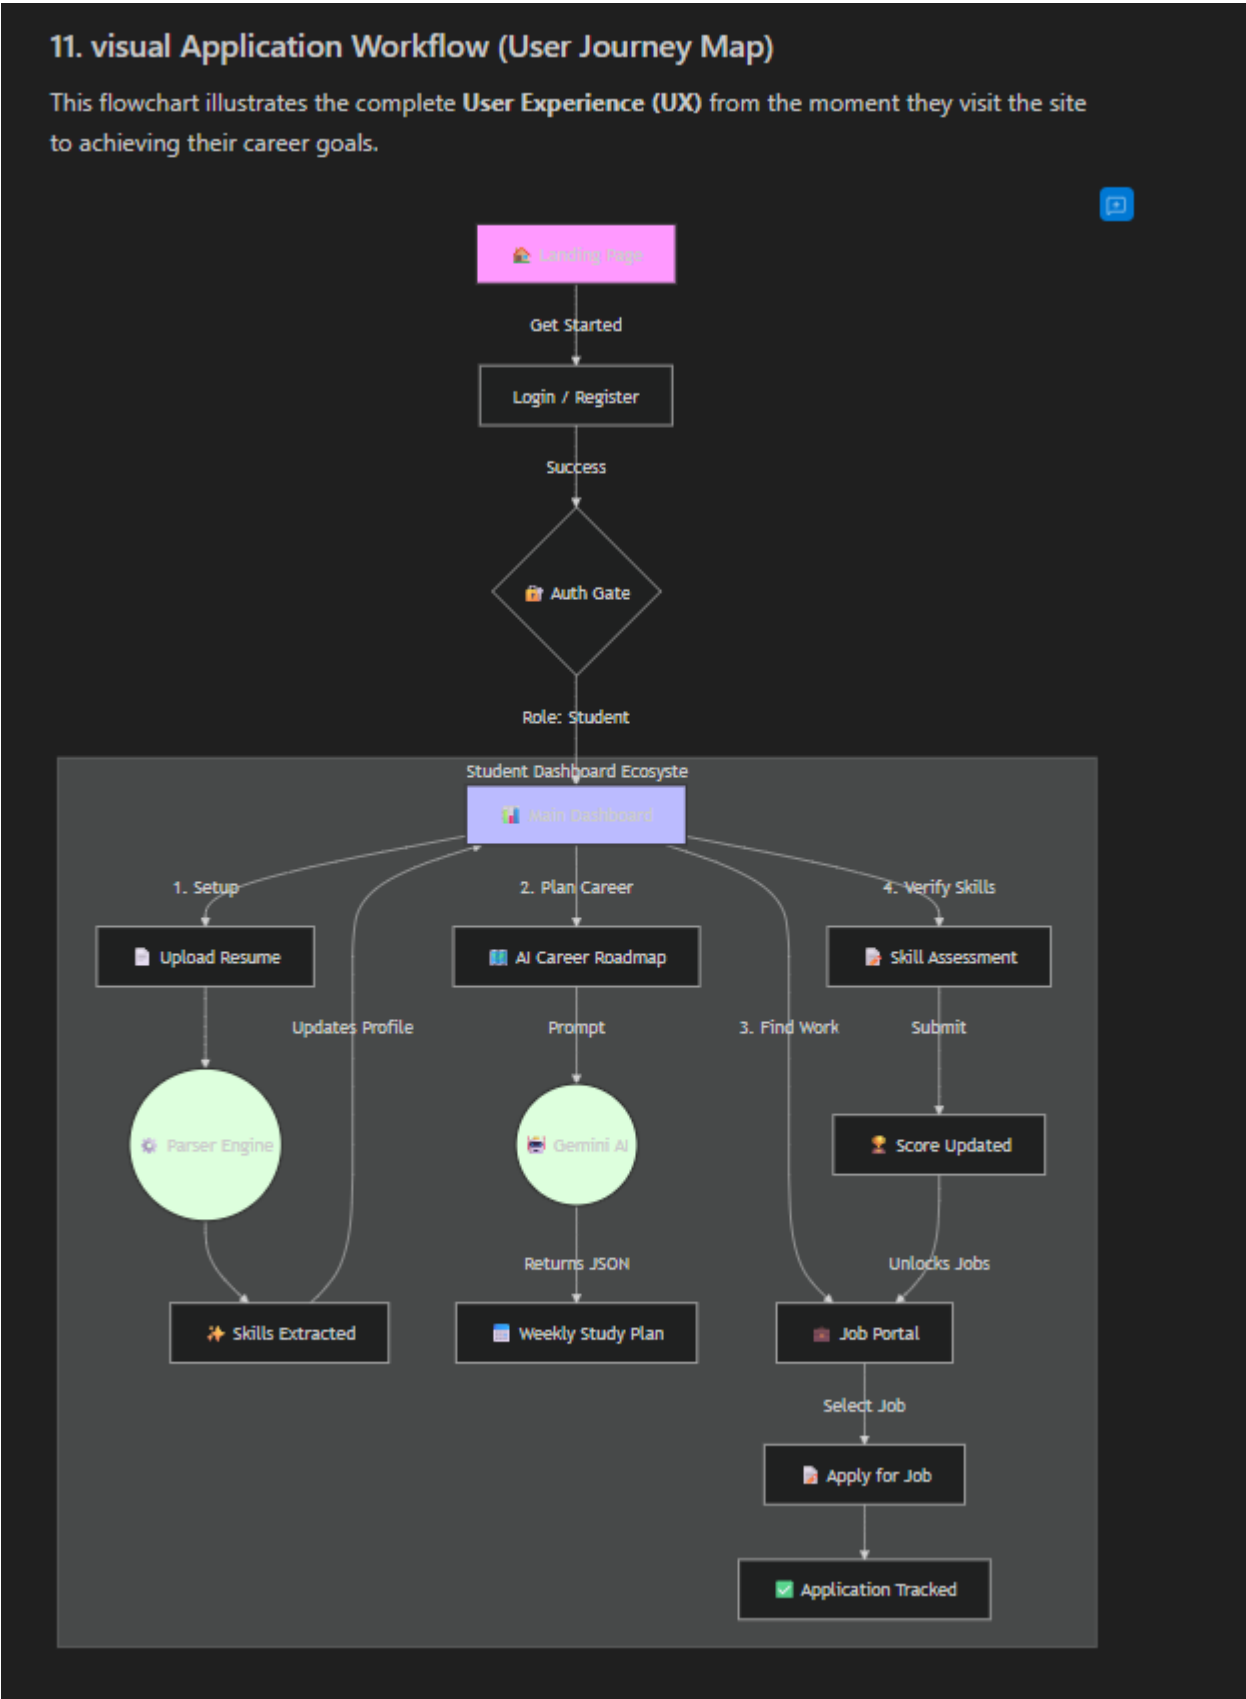 11. visual Application Workflow (User Journey Map)
This flowchart illustrates the complete User Experience (UX) from the moment they visit the site
to achieving their career goals.
Landing Page
Get Started
Login / Register
Success
Auth Gate
Role: Student
Student Dashboard Ecosyste
Main Dashboard
1. Setup
2. Plan Career
4. Verify Skills
Upload Resume
AI Career Roadmap
Skill Assessment
Updates Profile
Prompt
3. Find Work
Submit
Parser Engine
Gemini AI
Score Updated
Returns JSON
Unlocks Jobs
Skills Extracted
Weekly Study Plan
Job Portal
Select Job
Apply for Job
Application Tracked